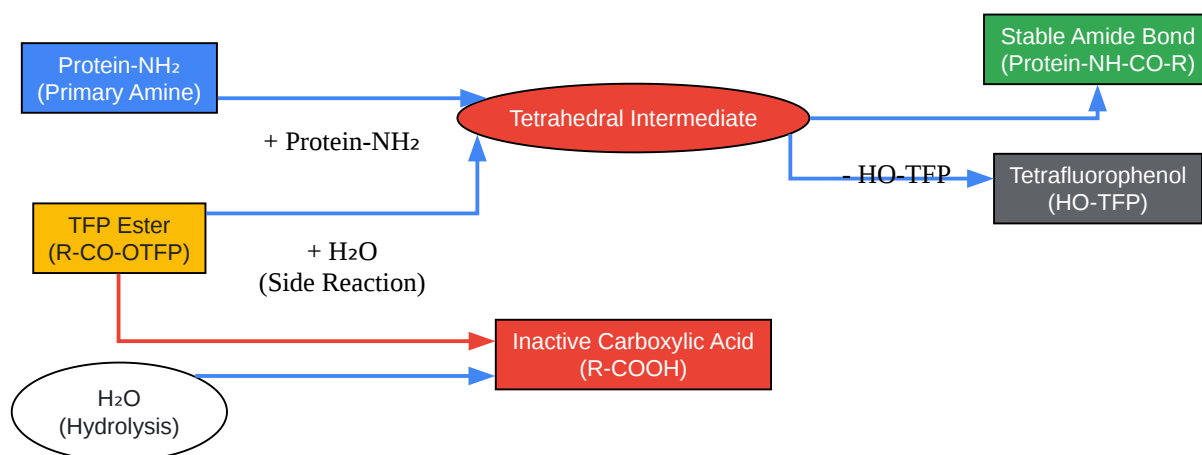 Stable Amide Bond
(Protein-NH-CO-R)
Protein-NH₂
(Primary Amine)
Tetrahedral Intermediate
+ Protein-NH₂
- HO-TFP
Tetrafluorophenol
(HO-TFP)
TFP Ester
(R-CO-OTFP)
+ H₂O
(Side Reaction)
Inactive Carboxylic Acid
(R-COOH)
H₂O
(Hydrolysis)